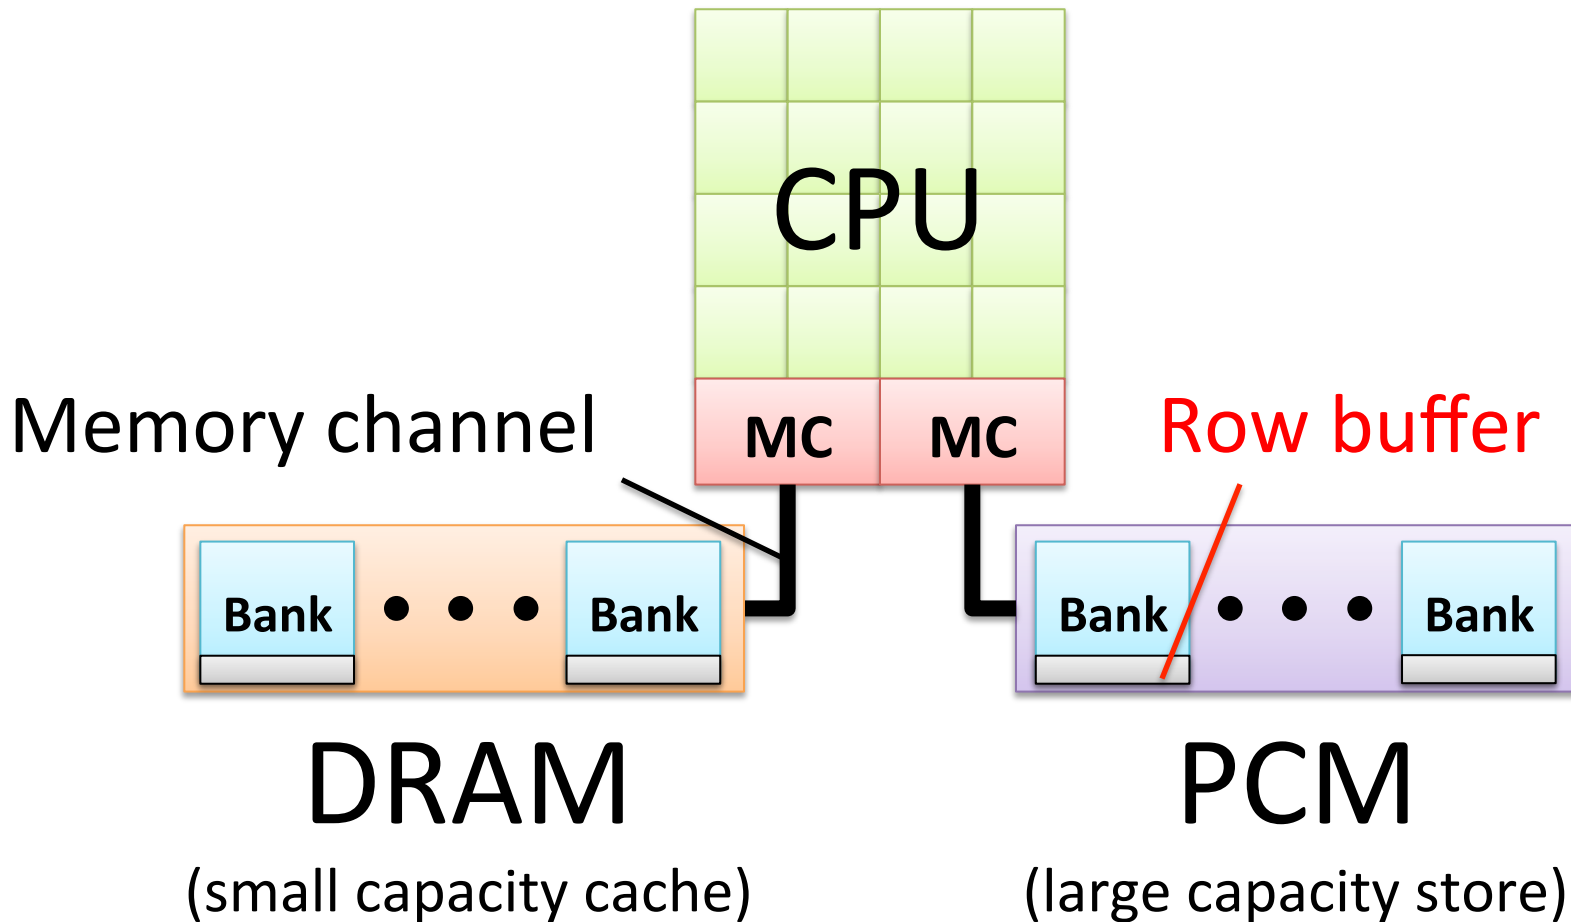 CPU
Memory channel
MC
MC
Row buffer
Bank
Bank
Bank
Bank
DRAM
PCM
(small capacity cache)
(large capacity store)